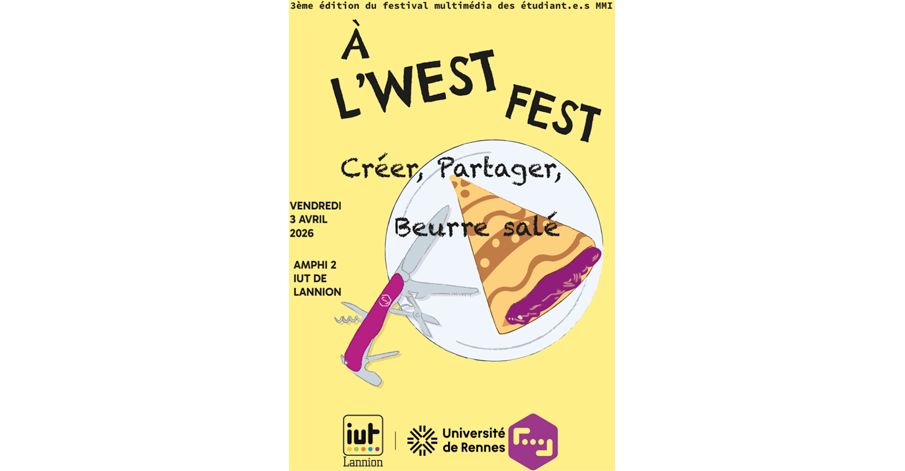 3ème édition du festival multimédia des étudiant.e.s MMI
À
L'WEST
FEST
Créer, Partager,
Beurre salé
VENDREDI
3 AVRIL
2026
AMPHI 2
IUT DE
LANNION
iut
Lannion
Université
de Rennes